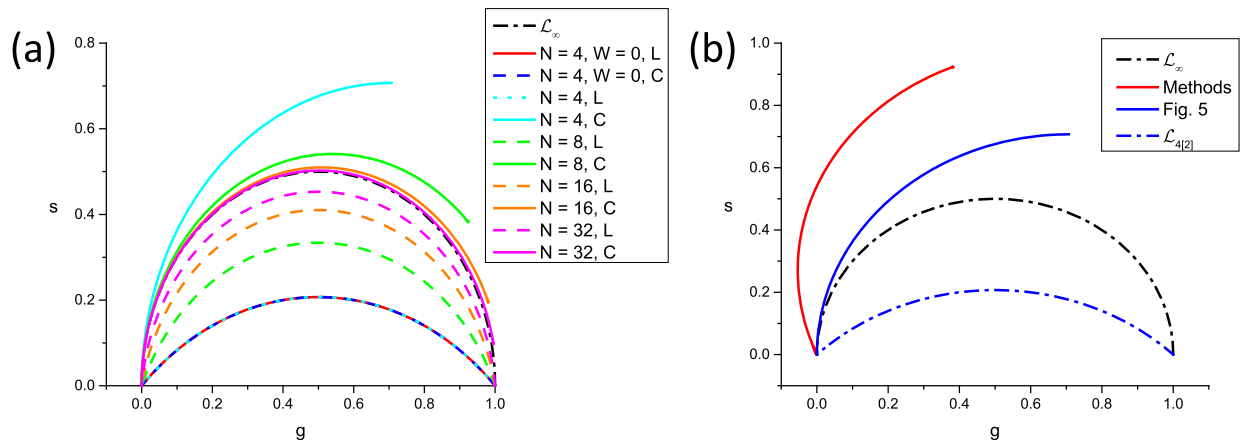 (a)
0.8
0.6
0.4
0.2
0.0
s
0.0 0.2 0.4 0.6 0.8 1.0
g
ℒ∞
N = 4, W = 0, L
N = 4, W = 0, C
N = 4, L
N = 4, C
N = 8, L
N = 8, C
N = 16, L
N = 16, C
N = 32, L
N = 32, C
(b)
1.0
0.8
0.6
0.4
0.2
0.0
s
0.0 0.2 0.4 0.6 0.8 1.0
g
ℒ∞
Methods
Fig. 5
ℒ4[2]